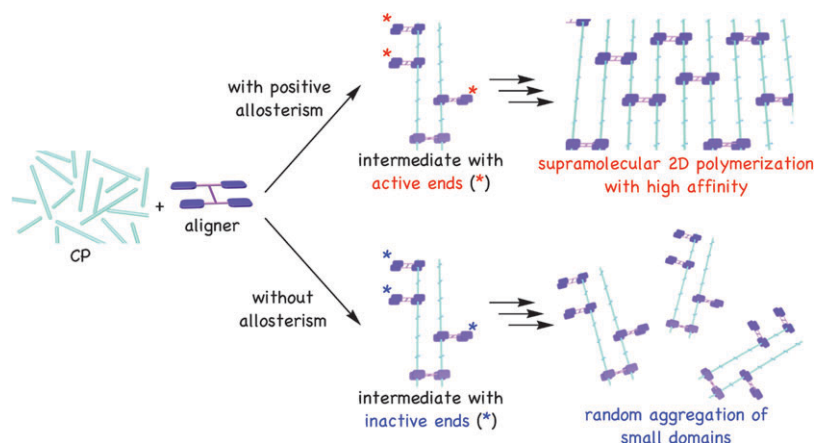 with positive
allosterism
intermediate with
active ends (*)
supramolecular 2D polymerization
with high affinity
CP
+
aligner
without
allosterism
intermediate with
inactive ends (*)
random aggregation of
small domains